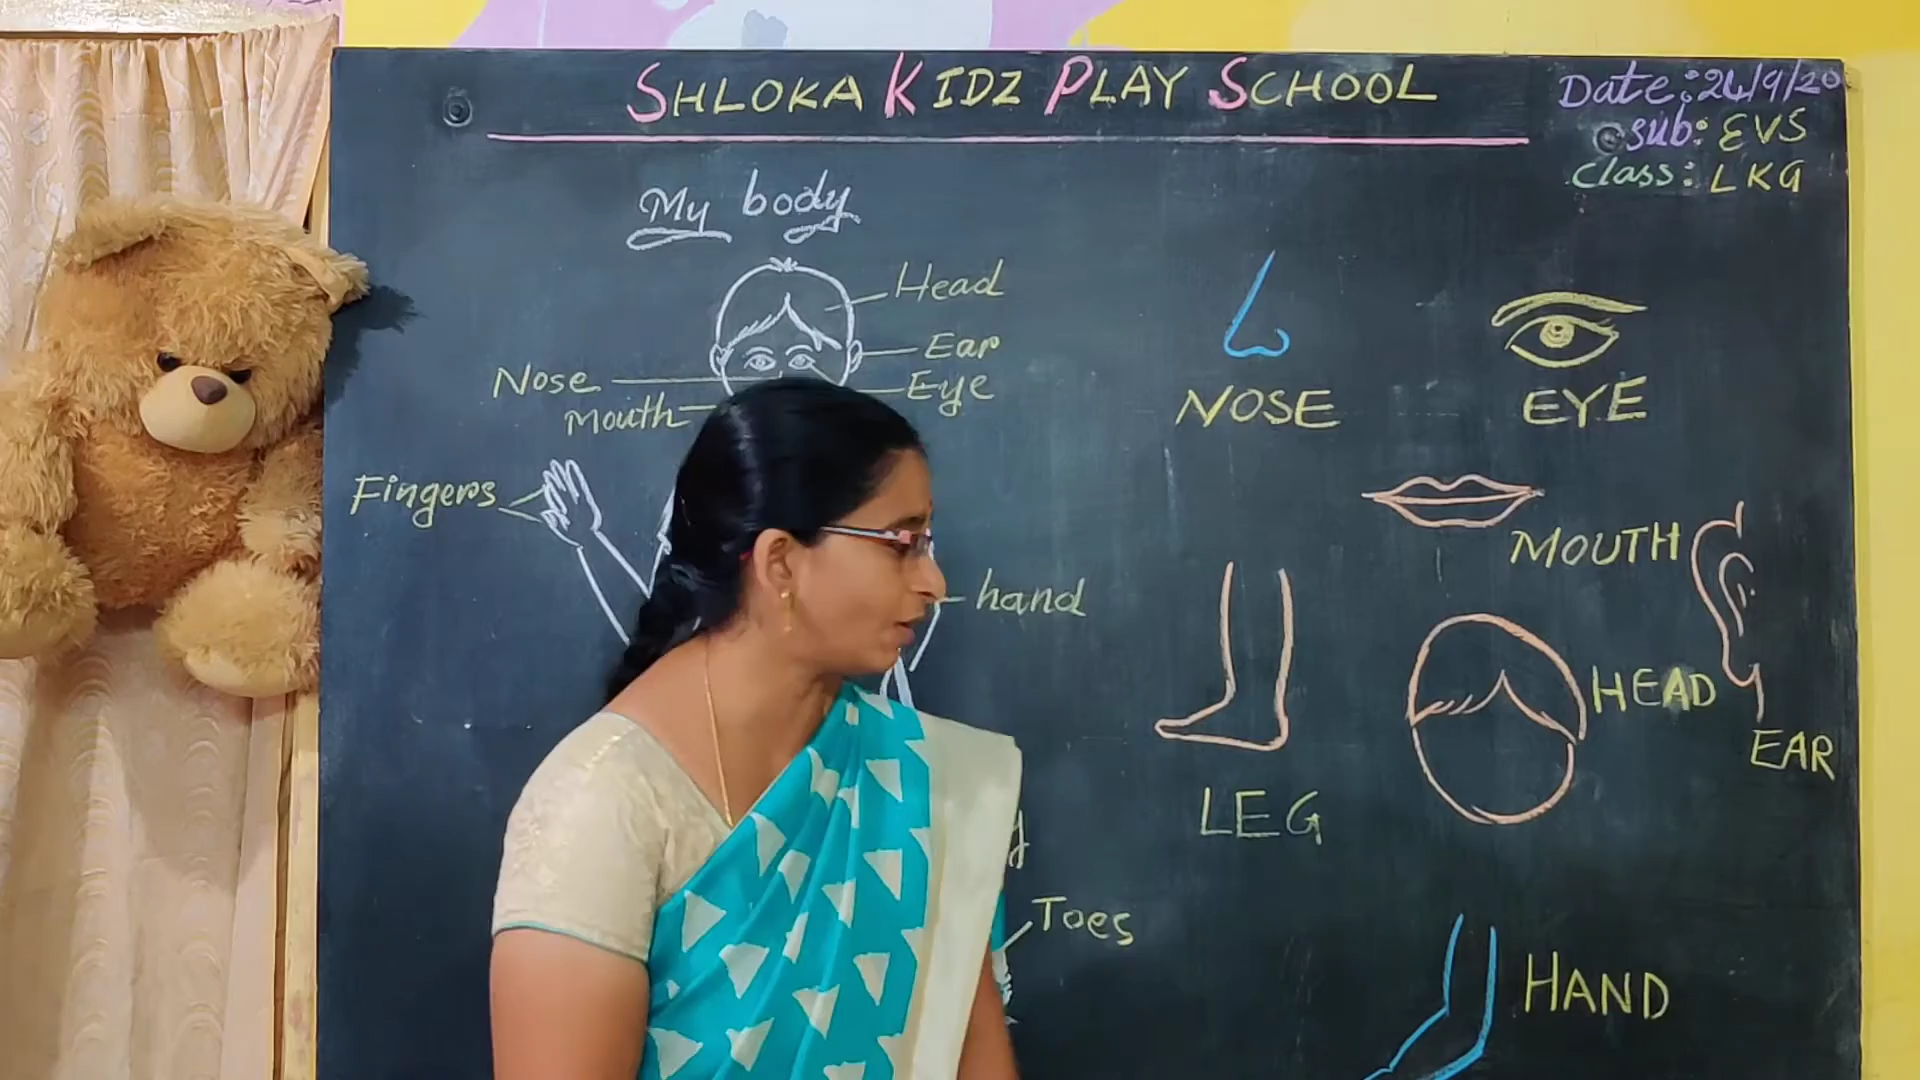 SHLOKA KIDZ PLAY SCHOOL
Date: 24/9/20
sub: EVS
class: LKG
My body
Head
Ear
Nose
Eye
Mouth
Fingers
hand
Toes
NOSE
EYE
MOUTH
HEAD
EAR
LEG
HAND